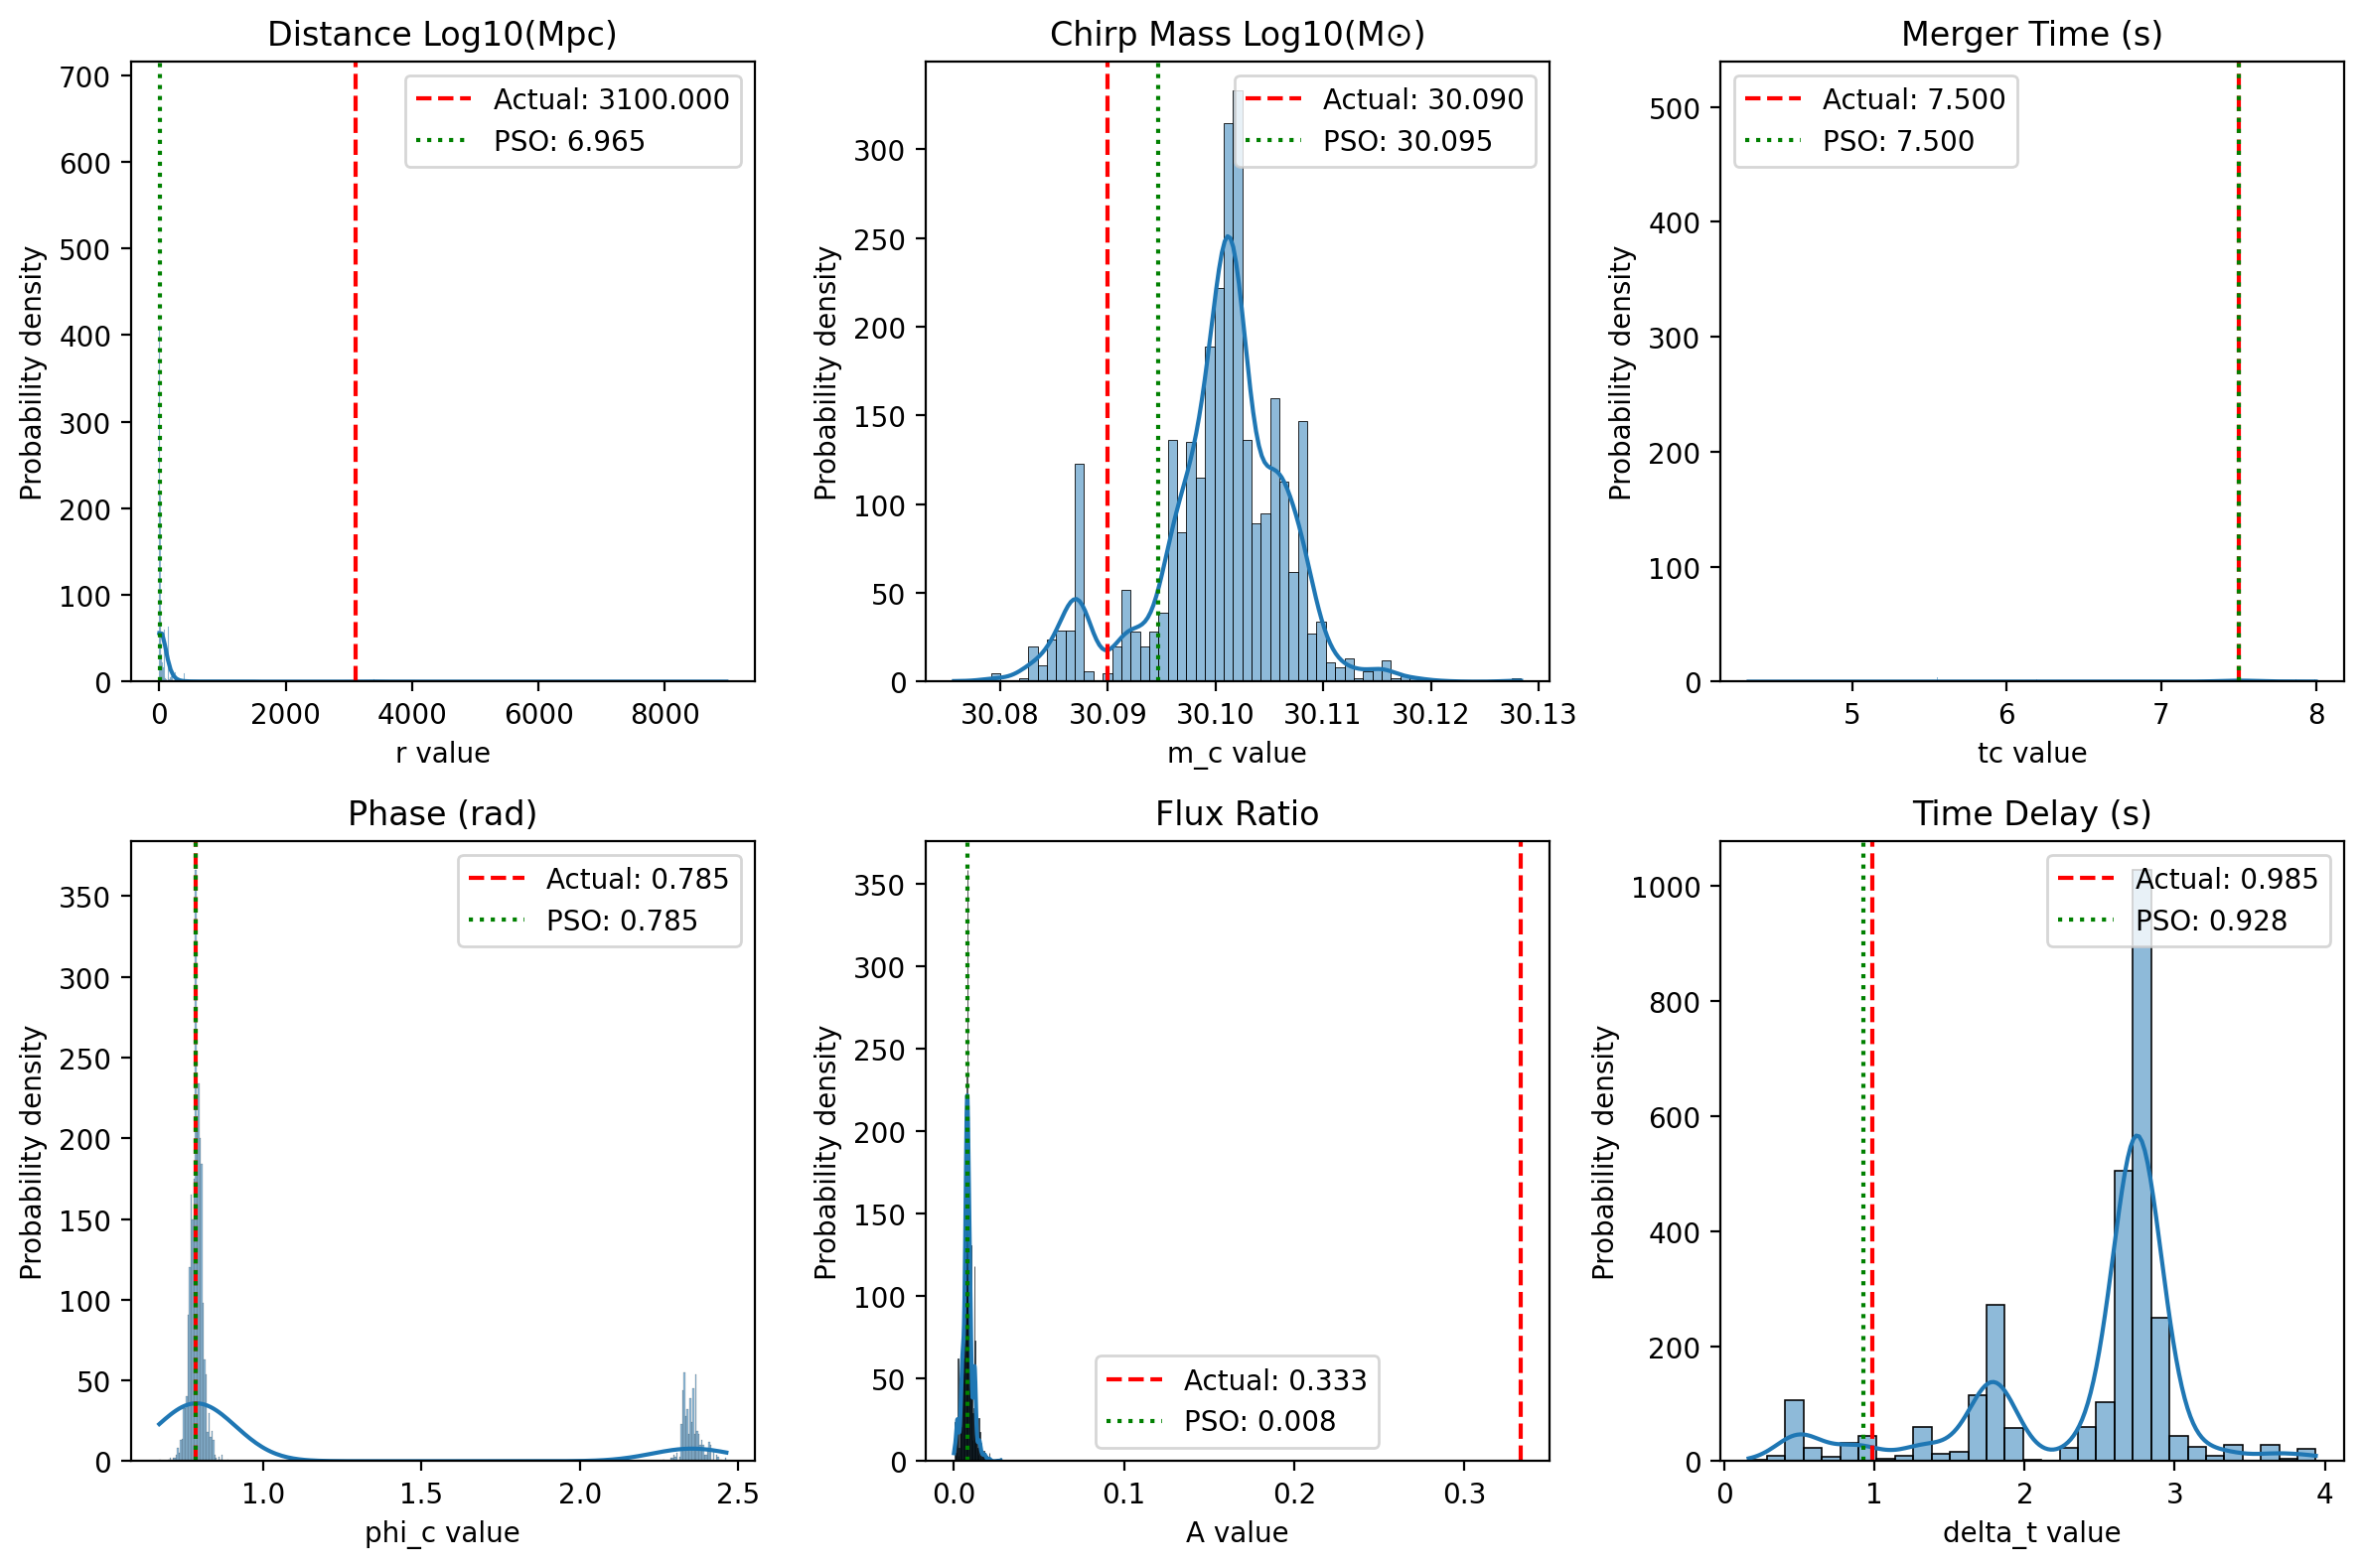 Distance Log10(Mpc)
Probability density
700
600
500
400
300
200
100
0
Actual: 3100.000
PSO: 6.965
0 2000 4000 6000 8000
r value
Chirp Mass Log10(M⊙)
Probability density
300
250
200
150
100
50
0
Actual: 30.090
PSO: 30.095
30.08 30.09 30.10 30.11 30.12 30.13
m_c value
Merger Time (s)
Probability density
500
400
300
200
100
0
Actual: 7.500
PSO: 7.500
5 6 7 8
tc value
Phase (rad)
Probability density
350
300
250
200
150
100
50
0
Actual: 0.785
PSO: 0.785
1.0 1.5 2.0 2.5
phi_c value
Flux Ratio
Probability density
350
300
250
200
150
100
50
0
Actual: 0.333
PSO: 0.008
0.0 0.1 0.2 0.3
A value
Time Delay (s)
Probability density
1000
800
600
400
200
0
Actual: 0.985
PSO: 0.928
0 1 2 3 4
delta_t value